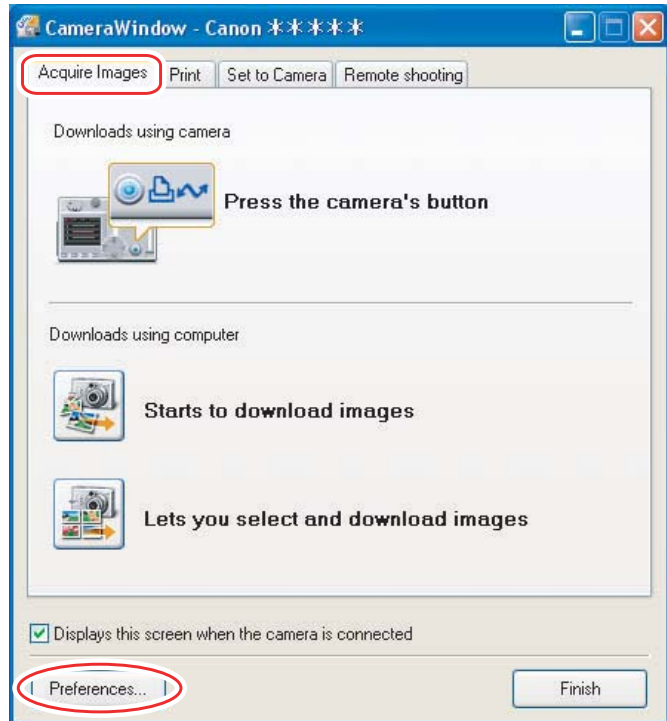 CameraWindow - Canon *****
Acquire Images Print Set to Camera Remote shooting
Downloads using camera
Press the camera's button
Downloads using computer
Starts to download images
Lets you select and download images
Displays this screen when the camera is connected
Preferences... Finish